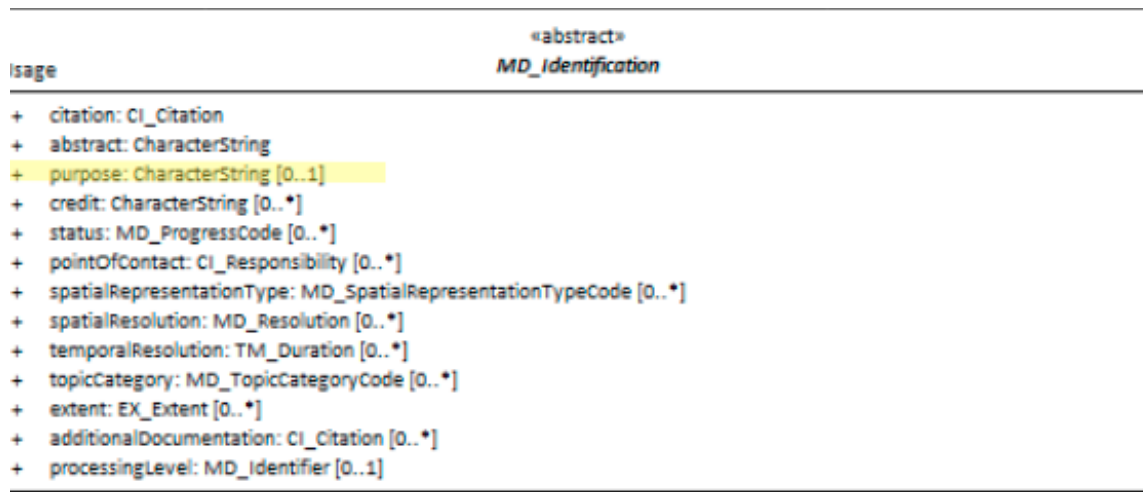 «abstract»
sage MD_Identification
+ citation: CI_Citation
+ abstract: CharacterString
+ purpose: CharacterString [0..1]
+ credit: CharacterString [0..*]
+ status: MD_ProgressCode [0..*]
+ pointOfContact: CI_Responsibility [0..*]
+ spatialRepresentationType: MD_SpatialRepresentationTypeCode [0..*]
+ spatialResolution: MD_Resolution [0..*]
+ temporalResolution: TM_Duration [0..*]
+ topicCategory: MD_TopicCategoryCode [0..*]
+ extent: EX_Extent [0..*]
+ additionalDocumentation: CI_Citation [0..*]
+ processingLevel: MD_Identifier [0..1]